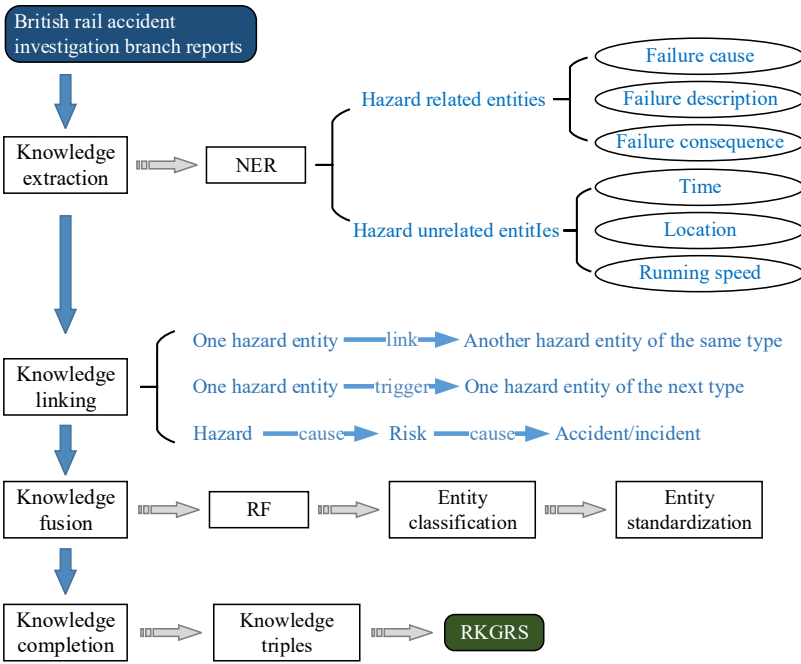 British rail accident
investigation branch reports
Failure cause
Hazard related entities
Failure description
Failure consequence
Knowledge
extraction
NER
Time
Hazard unrelated entitIes
Location
Running speed
One hazard entity link Another hazard entity of the same type
Knowledge
linking
One hazard entity trigger One hazard entity of the next type
Hazard cause Risk cause Accident/incident
Knowledge
fusion
RF
Entity
classification
Entity
standardization
Knowledge
completion
Knowledge
triples
RKGRS